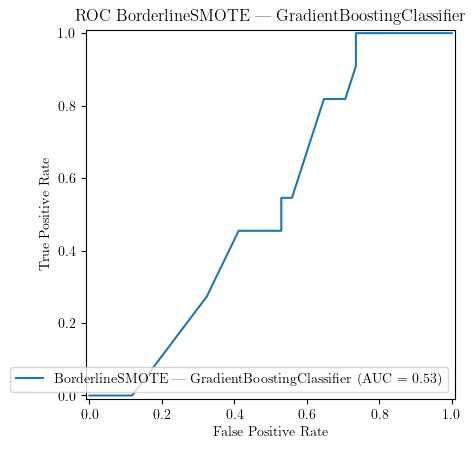 ROC BorderlineSMOTE — GradientBoostingClassifier
1.0
0.8
0.6
0.4
0.2
0.0
True Positive Rate
BorderlineSMOTE — GradientBoostingClassifier (AUC = 0.53)
0.0 0.2 0.4 0.6 0.8 1.0
False Positive Rate